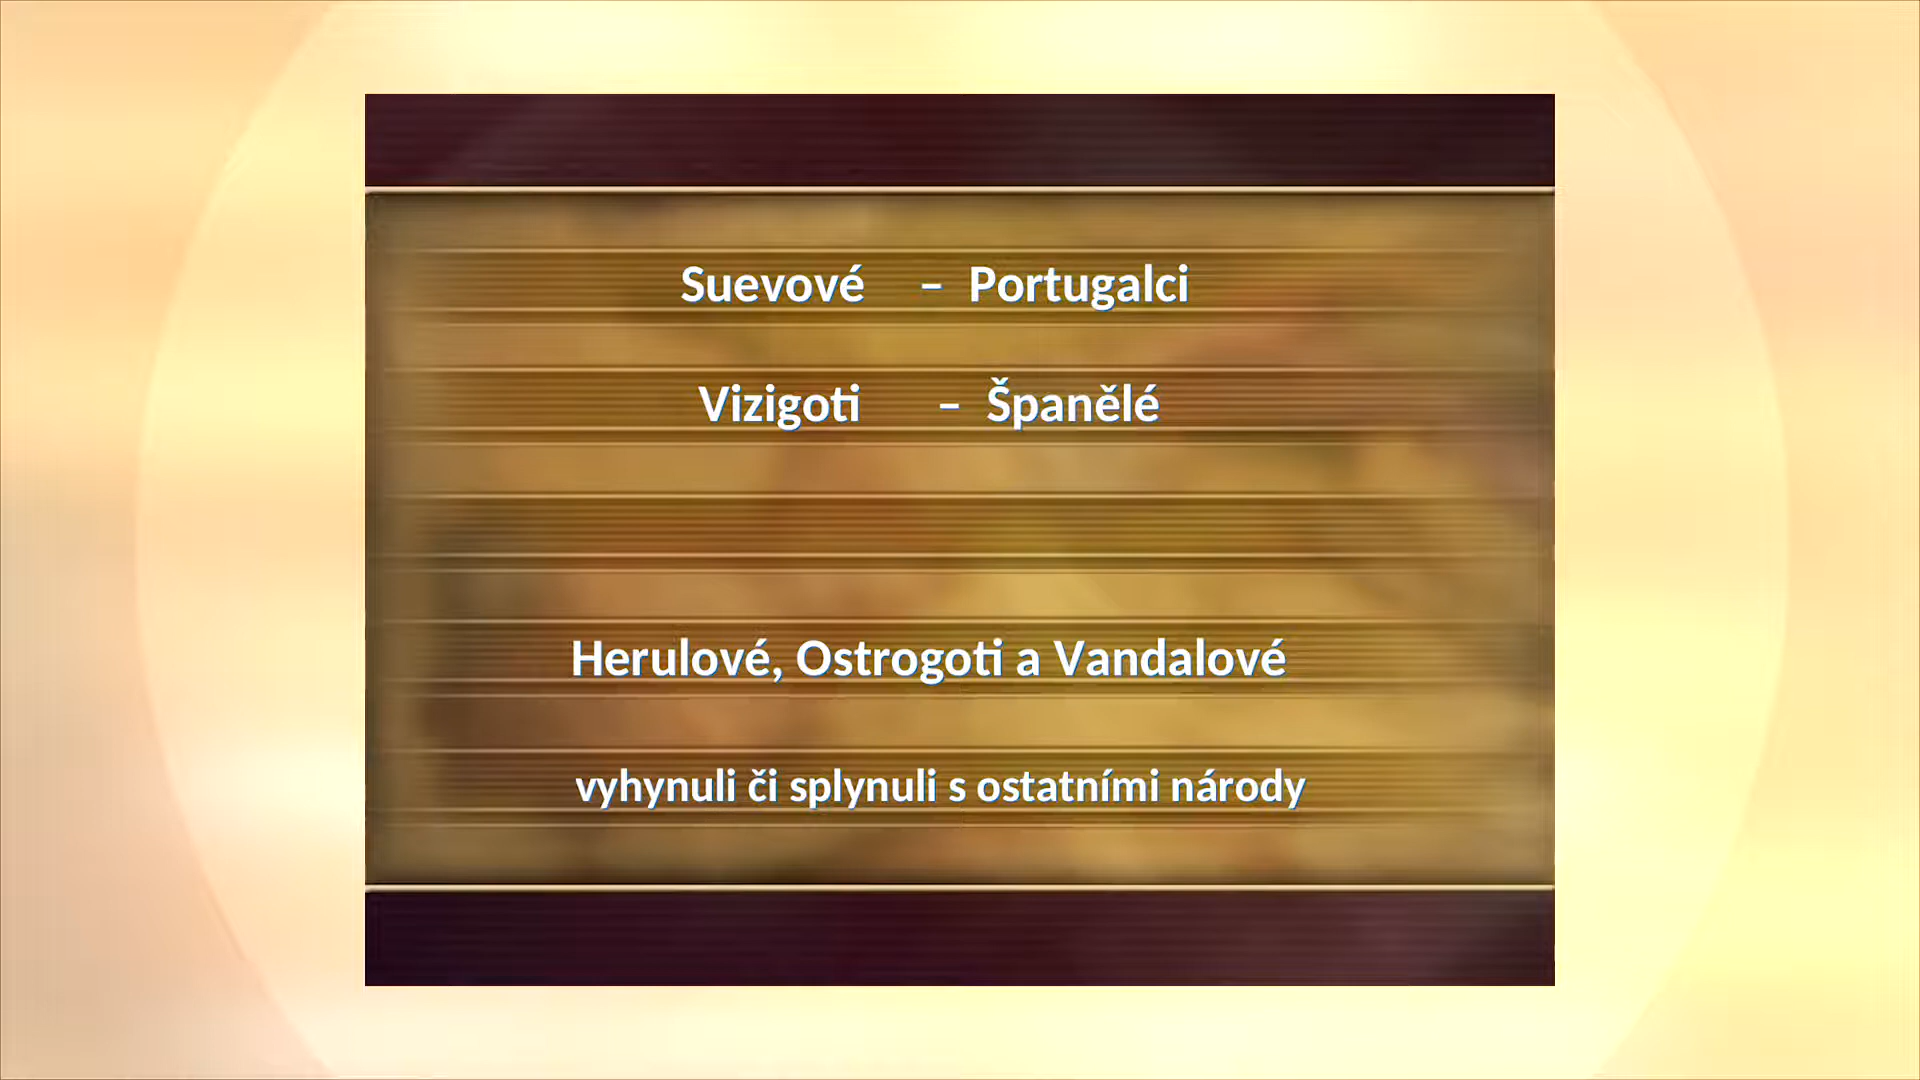 Suevové – Portugalci
Vizigoti – Španělé
Herulové, Ostrogoti a Vandalové
vyhynuli či splynuli s ostatními národy